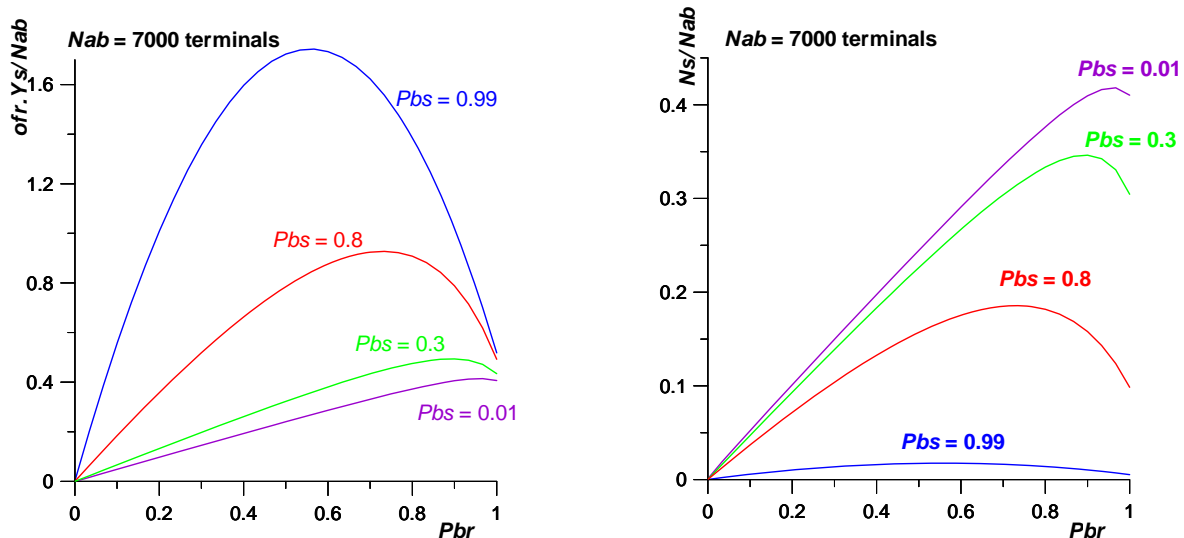 Nab = 7000 terminals
ofr.Ys/Nab
1.6
1.2
0.8
0.4
0
Pbs = 0.99
Pbs = 0.8
Pbs = 0.3
Pbs = 0.01
0 0.2 0.4 0.6 0.8 1
Pbr
Nab = 7000 terminals
Ns/Nab
0.4
0.3
0.2
0.1
0
Pbs = 0.01
Pbs = 0.3
Pbs = 0.8
Pbs = 0.99
0 0.2 0.4 0.6 0.8 1
Pbr